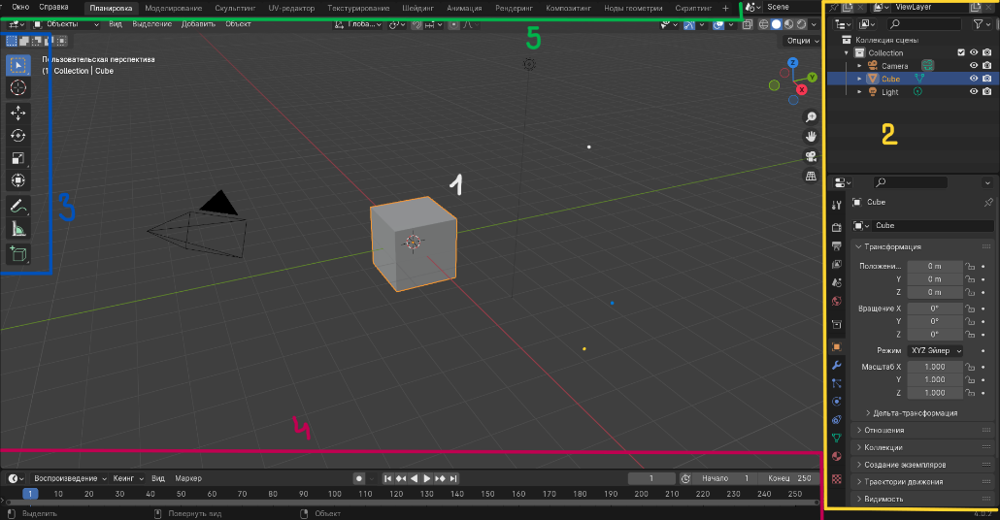 Окно Справка Планировка Моделирование Скульптинг UV-редактор Текстурирование Шейдинг Анимация Рендеринг Композитинг Ноды геометрии Скриптинг + Scene ViewLayer
Объекты Вид Выделение Добавить Объект Глоба...
Опции
5
Пользовательская перспектива
(1) Collection | Cube
Z
Y
X
Коллекция сцены
Collection
Camera
Cube
Light
2
1
3
4
Cube
Cube
Трансформация
Положени... 0 m
Y 0 m
Z 0 m
Вращение X 0°
Y 0°
Z 0°
Режим XYZ Эйлер
Масштаб X 1.000
Y 1.000
Z 1.000
Дельта-трансформация
Отношения
Коллекции
Создание экземпляров
Траектории движения
Видимость
Воспроизведение Кеинг Вид Маркер 1 Начало 1 Конец 250
1 10 20 30 40 50 60 70 80 90 100 110 120 130 140 150 160 170 180 190 200 210 220 230 240 250
Выделить Повернуть вид Объект 4.0.2